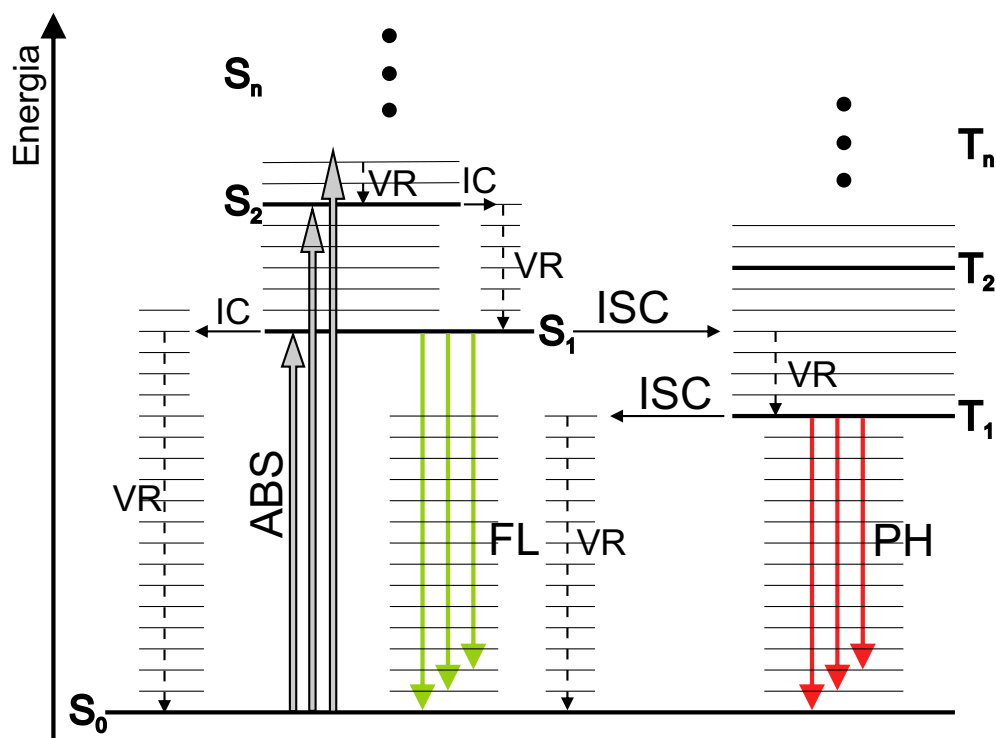 Energia
Sₙ
Tₙ
VR
IC
S₂
VR
T₂
IC
S₁
ISC
VR
ISC
T₁
VR
ABS
FL
VR
PH
S₀